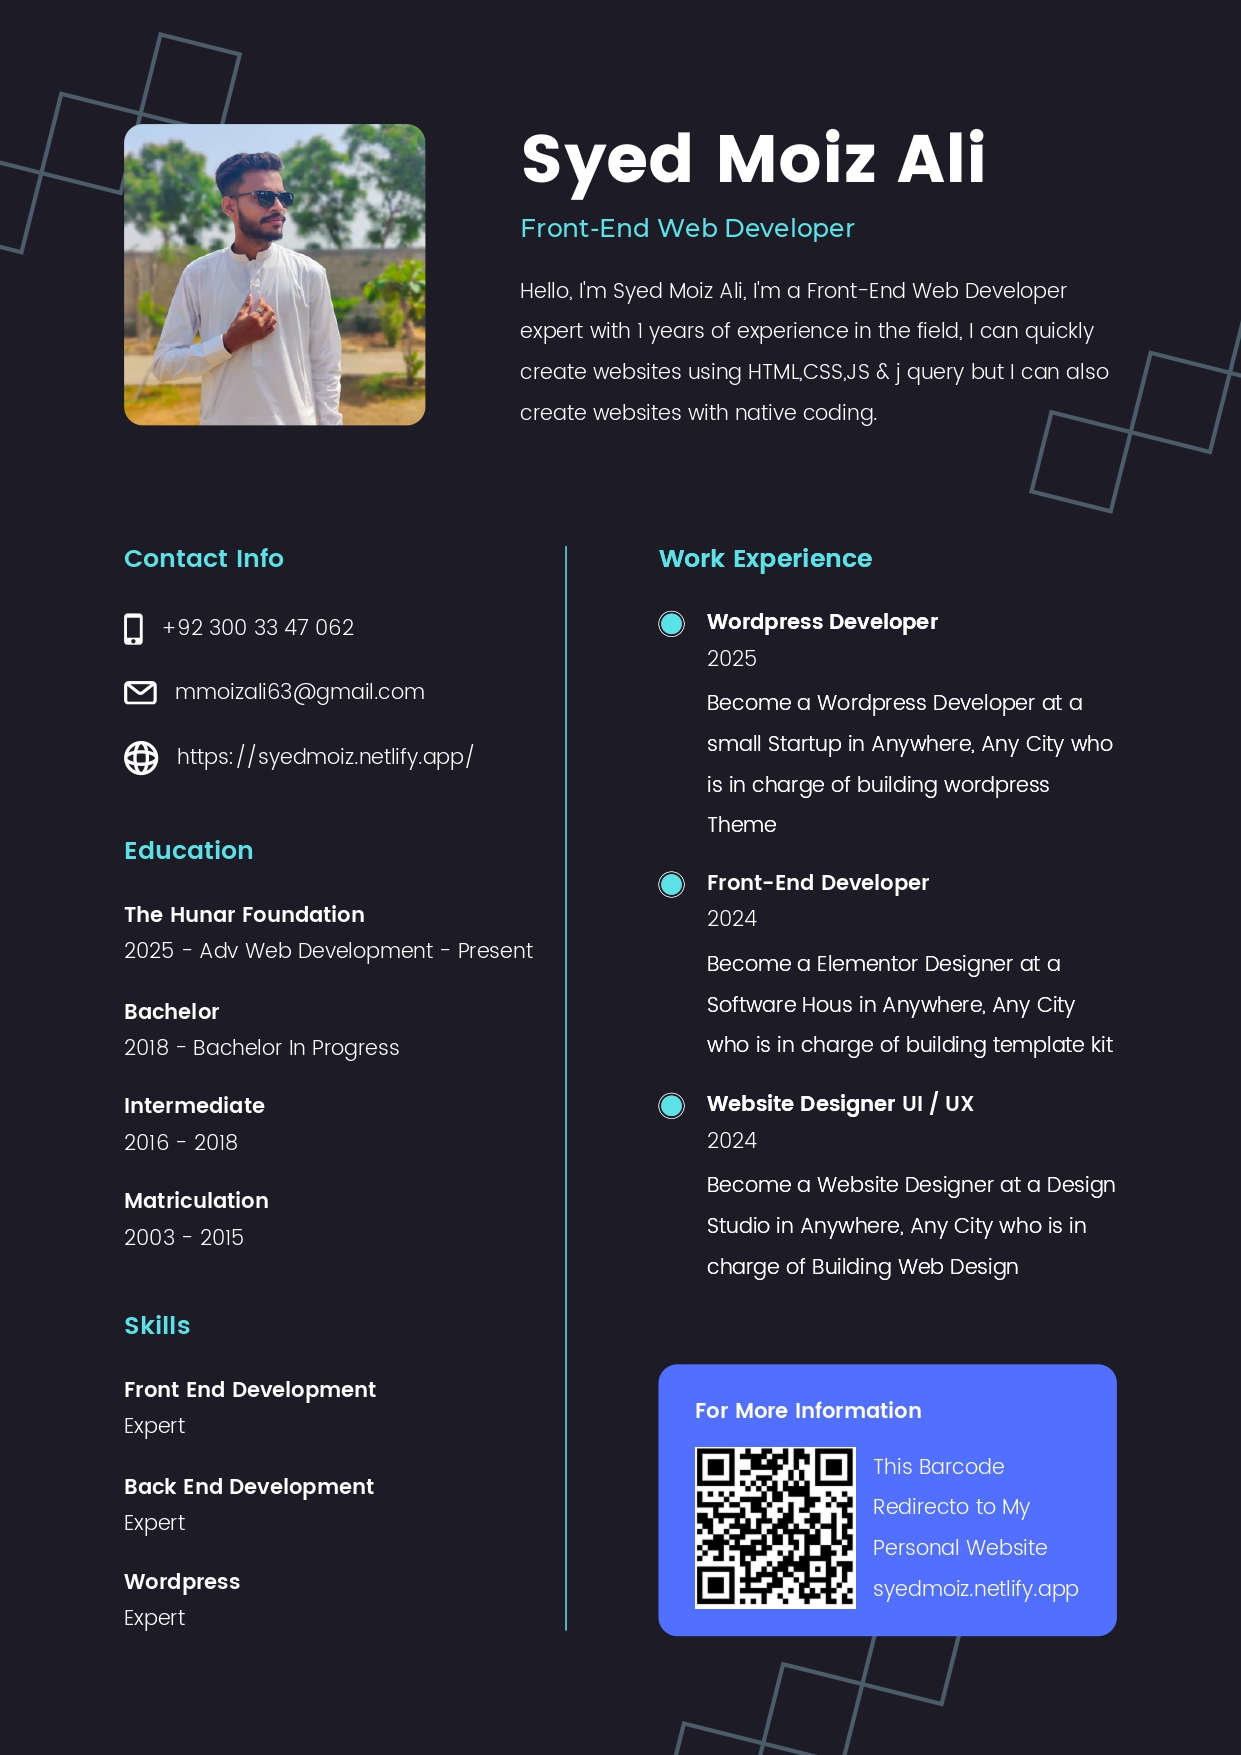 Syed Moiz Ali
Front-End Web Developer
Hello, I'm Syed Moiz Ali, I'm a Front-End Web Developer
expert with 1 years of experience in the field, I can quickly
create websites using HTML,CSS,JS & j query but I can also
create websites with native coding.
Contact Info
+92 300 33 47 062
mmoizali63@gmail.com
https://syedmoiz.netlify.app/
Education
The Hunar Foundation
2025 - Adv Web Development - Present
Bachelor
2018 - Bachelor In Progress
Intermediate
2016 - 2018
Matriculation
2003 - 2015
Skills
Front End Development
Expert
Back End Development
Expert
Wordpress
Expert
Work Experience
Wordpress Developer
2025
Become a Wordpress Developer at a
small Startup in Anywhere, Any City who
is in charge of building wordpress
Theme
Front-End Developer
2024
Become a Elementor Designer at a
Software Hous in Anywhere, Any City
who is in charge of building template kit
Website Designer UI / UX
2024
Become a Website Designer at a Design
Studio in Anywhere, Any City who is in
charge of Building Web Design
For More Information
This Barcode
Redirecto to My
Personal Website
syedmoiz.netlify.app